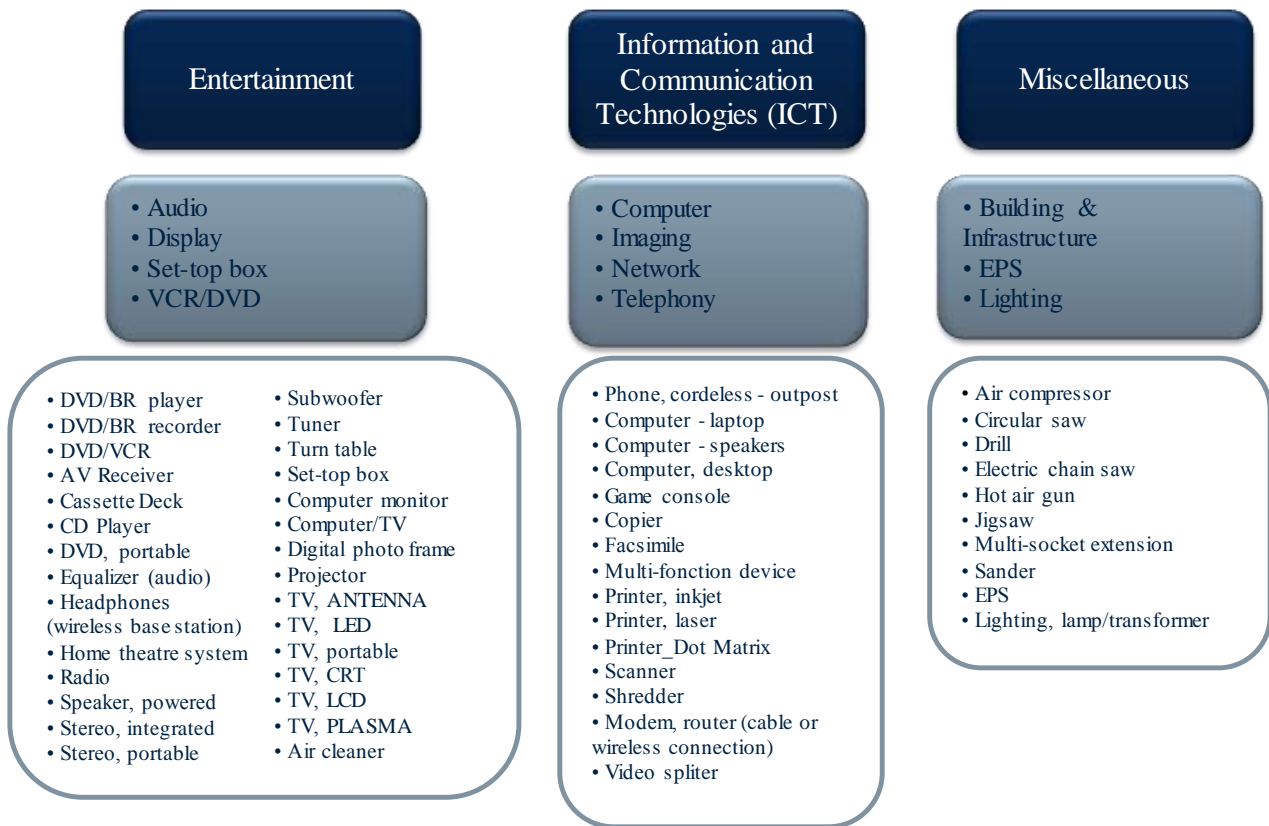 Entertainment
• Audio
• Display
• Set-top box
• VCR/DVD
• DVD/BR player
• DVD/BR recorder
• DVD/VCR
• AV Receiver
• Cassette Deck
• CD Player
• DVD, portable
• Equalizer (audio)
• Headphones
(wireless base station)
• Home theatre system
• Radio
• Speaker, powered
• Stereo, integrated
• Stereo, portable
• Subwoofer
• Tuner
• Turn table
• Set-top box
• Computer monitor
• Computer/TV
• Digital photo frame
• Projector
• TV, ANTENNA
• TV, LED
• TV, portable
• TV, CRT
• TV, LCD
• TV, PLASMA
• Air cleaner
Information and
Communication
Technologies (ICT)
• Computer
• Imaging
• Network
• Telephony
• Phone, cordeless - outpost
• Computer - laptop
• Computer - speakers
• Computer, desktop
• Game console
• Copier
• Facsimile
• Multi-fonction device
• Printer, inkjet
• Printer, laser
• Printer_Dot Matrix
• Scanner
• Shredder
• Modem, router (cable or
wireless connection)
• Video spliter
Miscellaneous
• Building &
Infrastructure
• EPS
• Lighting
• Air compressor
• Circular saw
• Drill
• Electric chain saw
• Hot air gun
• Jigsaw
• Multi-socket extension
• Sander
• EPS
• Lighting, lamp/transformer